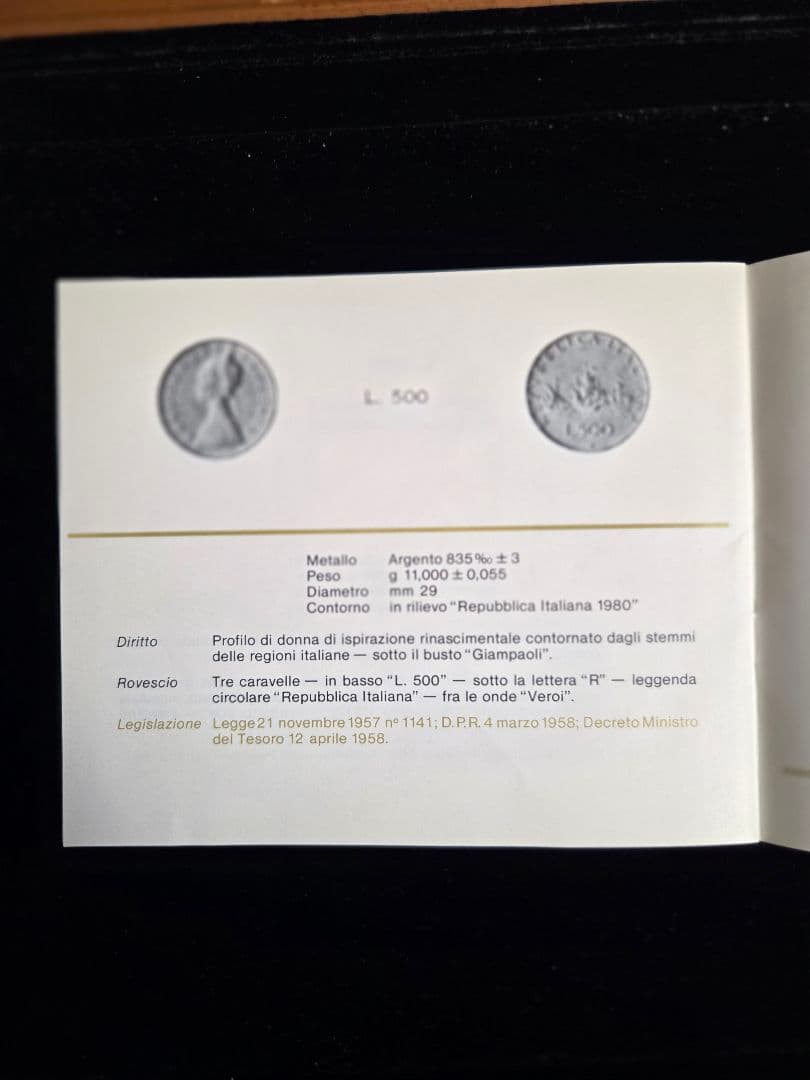 L. 500
L.500
Metallo Argento 835‰ ± 3
Peso g 11,000 ± 0,055
Diametro mm 29
Contorno in rilievo "Repubblica Italiana 1980"
Diritto Profilo di donna di ispirazione rinascimentale contornato dagli stemmi
delle regioni italiane — sotto il busto "Giampaoli".
Rovescio Tre caravelle — in basso "L. 500" — sotto la lettera "R" — leggenda
circolare "Repubblica Italiana" — fra le onde "Veroi".
Legislazione Legge 21 novembre 1957 nº 1141; D.P.R. 4 marzo 1958; Decreto Ministro
del Tesoro 12 aprile 1958.